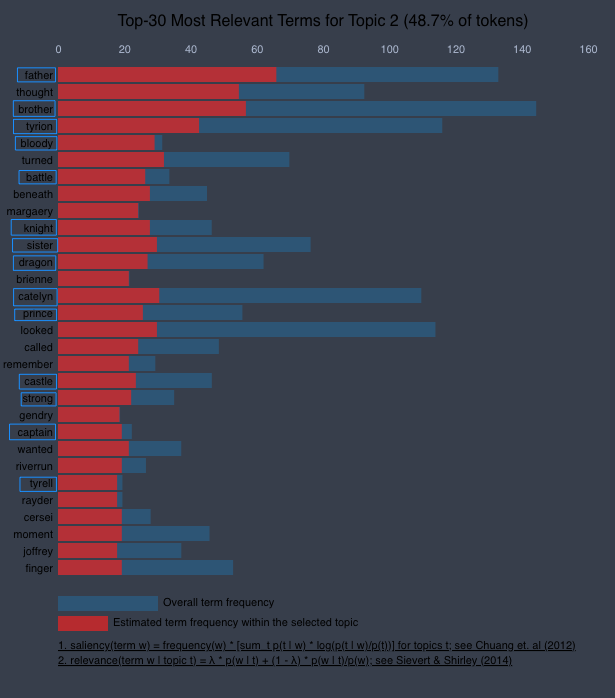 Top-30 Most Relevant Terms for Topic 2 (48.7% of tokens)
0 20 40 60 80 100 120 140 160
father
thought
brother
tyrion
bloody
turned
battle
beneath
margaery
knight
sister
dragon
brienne
catelyn
prince
looked
called
remember
castle
strong
gendry
captain
wanted
riverrun
tyrell
rayder
cersei
moment
joffrey
finger
Overall term frequency
Estimated term frequency within the selected topic
1. saliency(term w) = frequency(w) * [sum_t p(t | w) * log(p(t | w)/p(t))] for topics t; see Chuang et. al (2012)
2. relevance(term w | topic t) = λ * p(w | t) + (1 - λ) * p(w | t)/p(w); see Sievert & Shirley (2014)